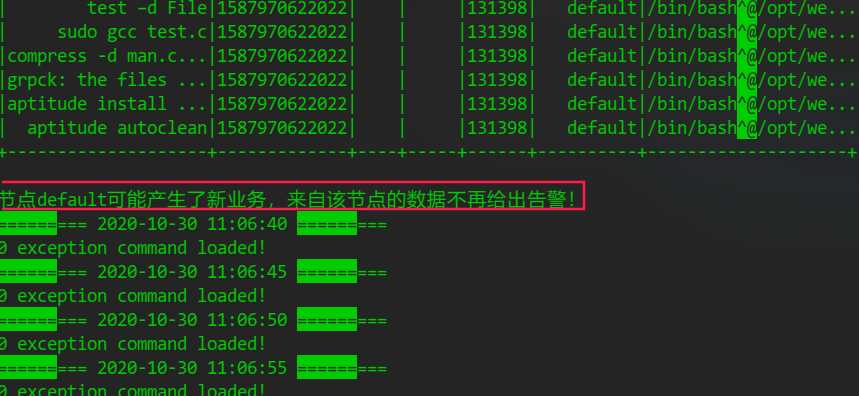 |         test –d File|1587970622022|    |     |131398|   default|/bin/bash^@/opt/we...
|     sudo gcc test.c|1587970622022|    |     |131398|   default|/bin/bash^@/opt/we...
|compress -d man.c...|1587970622022|    |     |131398|   default|/bin/bash^@/opt/we...
|grpck: the files ...|1587970622022|    |     |131398|   default|/bin/bash^@/opt/we...
|aptitude install ...|1587970622022|    |     |131398|   default|/bin/bash^@/opt/we...
|  aptitude autoclean|1587970622022|    |     |131398|   default|/bin/bash^@/opt/we...
+--------------------+-------------+----+-----+------+----------+--------------------+
节点default可能产生了新业务，来自该节点的数据不再给出告警！
========= 2020-10-30 11:06:40 =========
0 exception command loaded!
========= 2020-10-30 11:06:45 =========
0 exception command loaded!
========= 2020-10-30 11:06:50 =========
0 exception command loaded!
========= 2020-10-30 11:06:55 =========
0 exception command loaded!